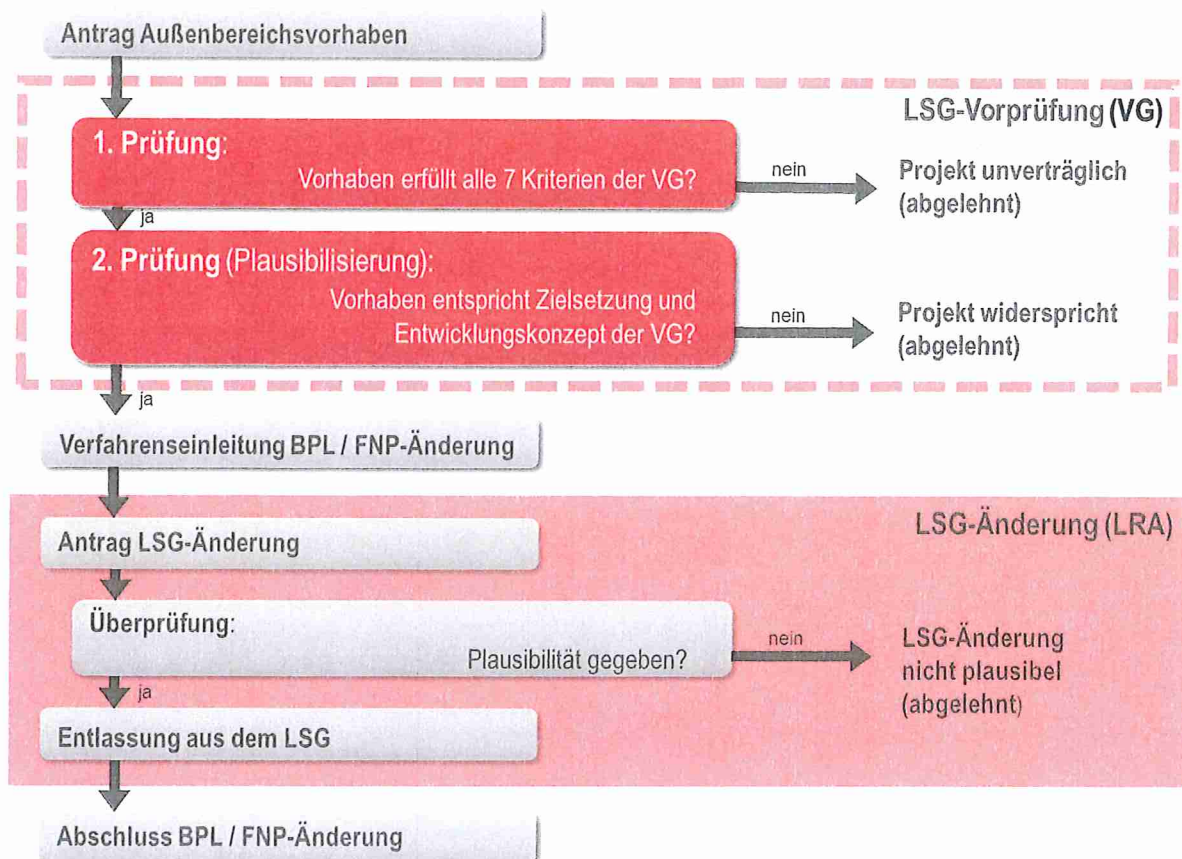 Antrag Außenbereichsvorhaben
LSG-Vorprüfung (VG)
1. Prüfung:
Vorhaben erfüllt alle 7 Kriterien der VG?
nein
Projekt unverträglich
(abgelehnt)
ja
2. Prüfung (Plausibilisierung):
Vorhaben entspricht Zielsetzung und
Entwicklungskonzept der VG?
nein
Projekt widerspricht
(abgelehnt)
ja
Verfahrenseinleitung BPL / FNP-Änderung
LSG-Änderung (LRA)
Antrag LSG-Änderung
Überprüfung:
Plausibilität gegeben?
nein
LSG-Änderung
nicht plausibel
(abgelehnt)
ja
Entlassung aus dem LSG
Abschluss BPL / FNP-Änderung